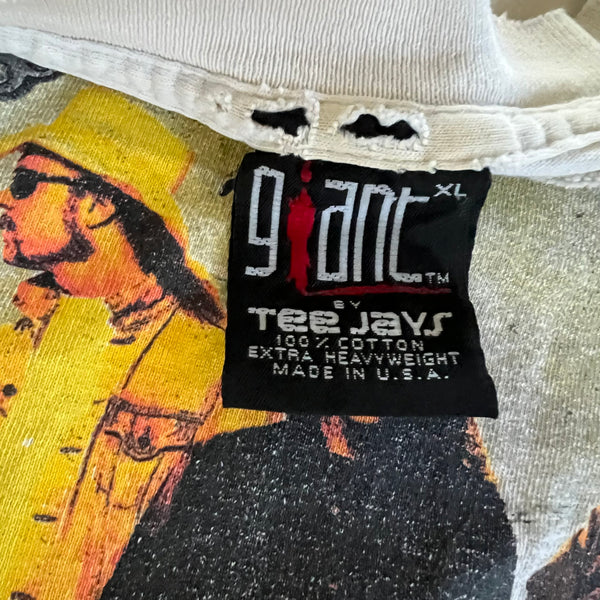 giant XL
TM
BY
Tee Jays
100% COTTON
EXTRA HEAVYWEIGHT
MADE IN U.S.A.